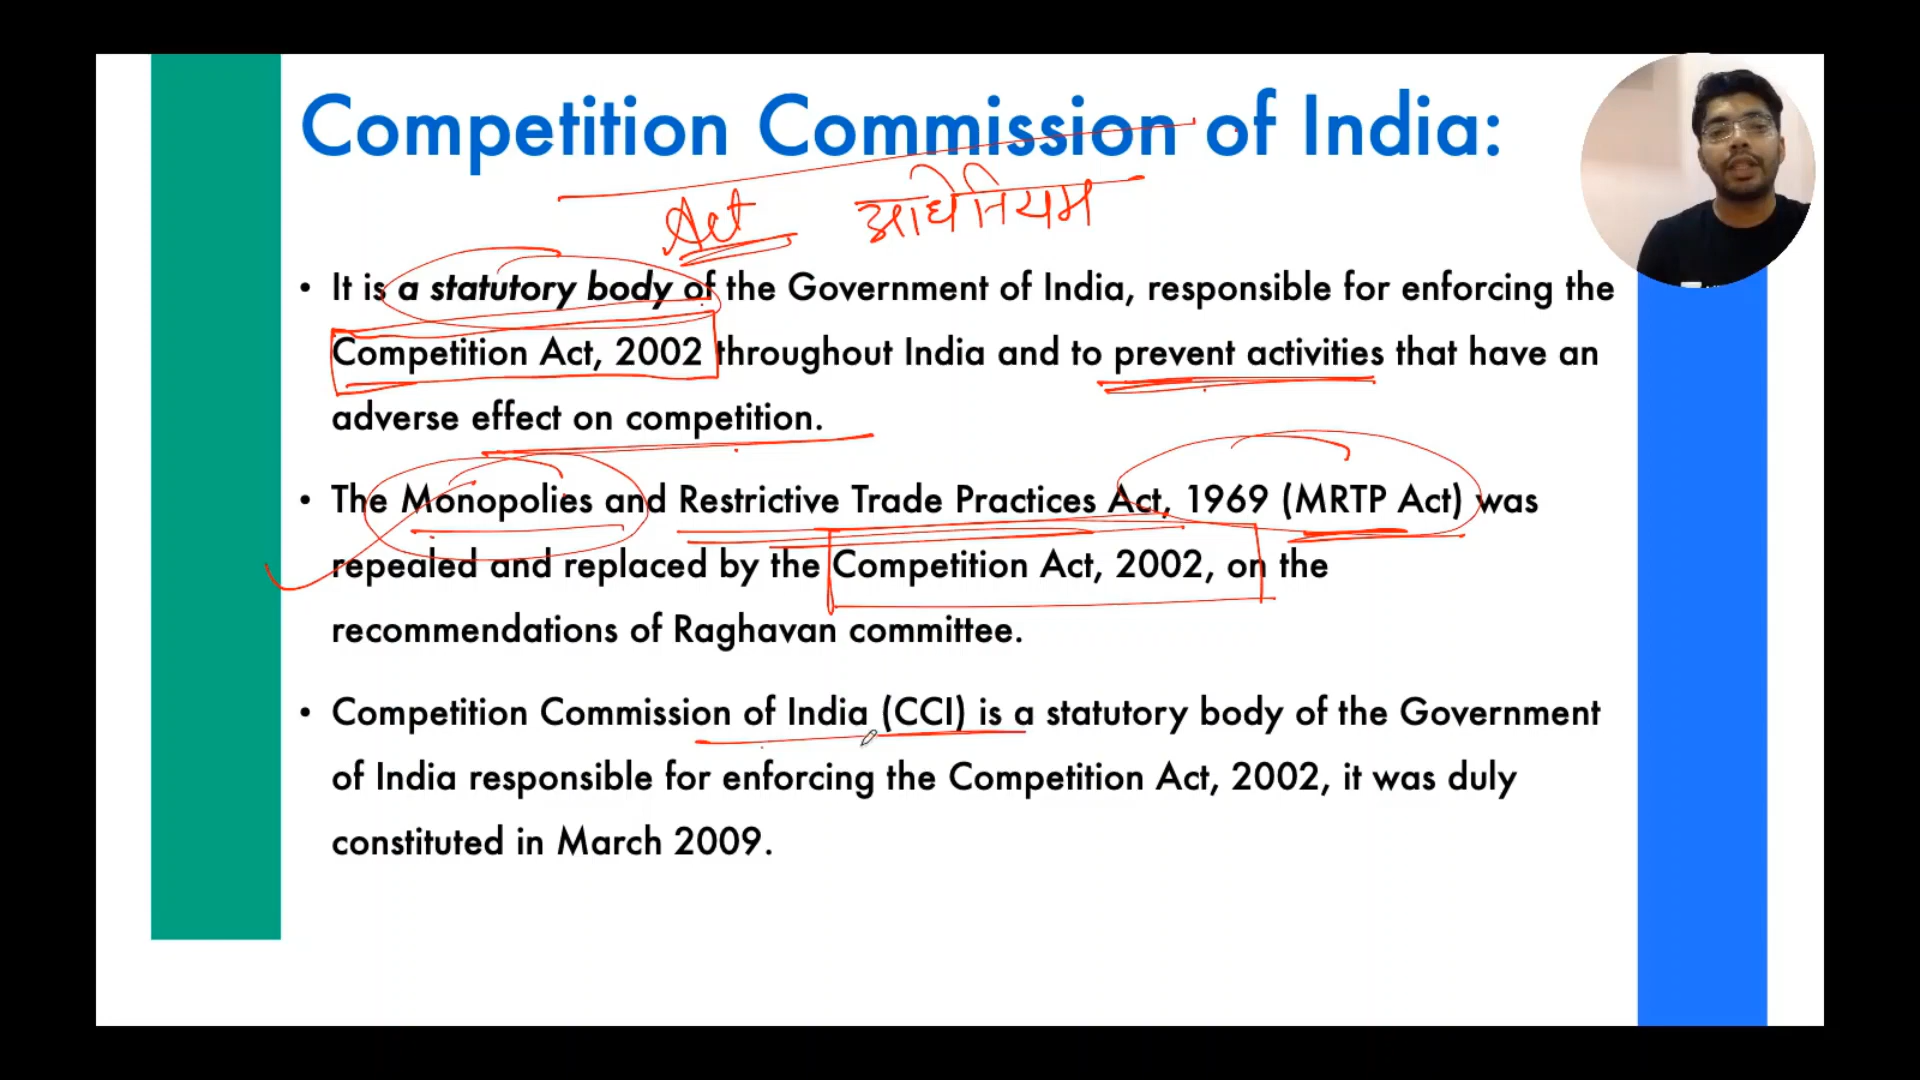 Competition Commission of India:
Act अधिनियम
• It is a statutory body of the Government of India, responsible for enforcing the
Competition Act, 2002 throughout India and to prevent activities that have an
adverse effect on competition.
• The Monopolies and Restrictive Trade Practices Act, 1969 (MRTP Act) was
repealed and replaced by the Competition Act, 2002, on the
recommendations of Raghavan committee.
• Competition Commission of India (CCI) is a statutory body of the Government
of India responsible for enforcing the Competition Act, 2002, it was duly
constituted in March 2009.